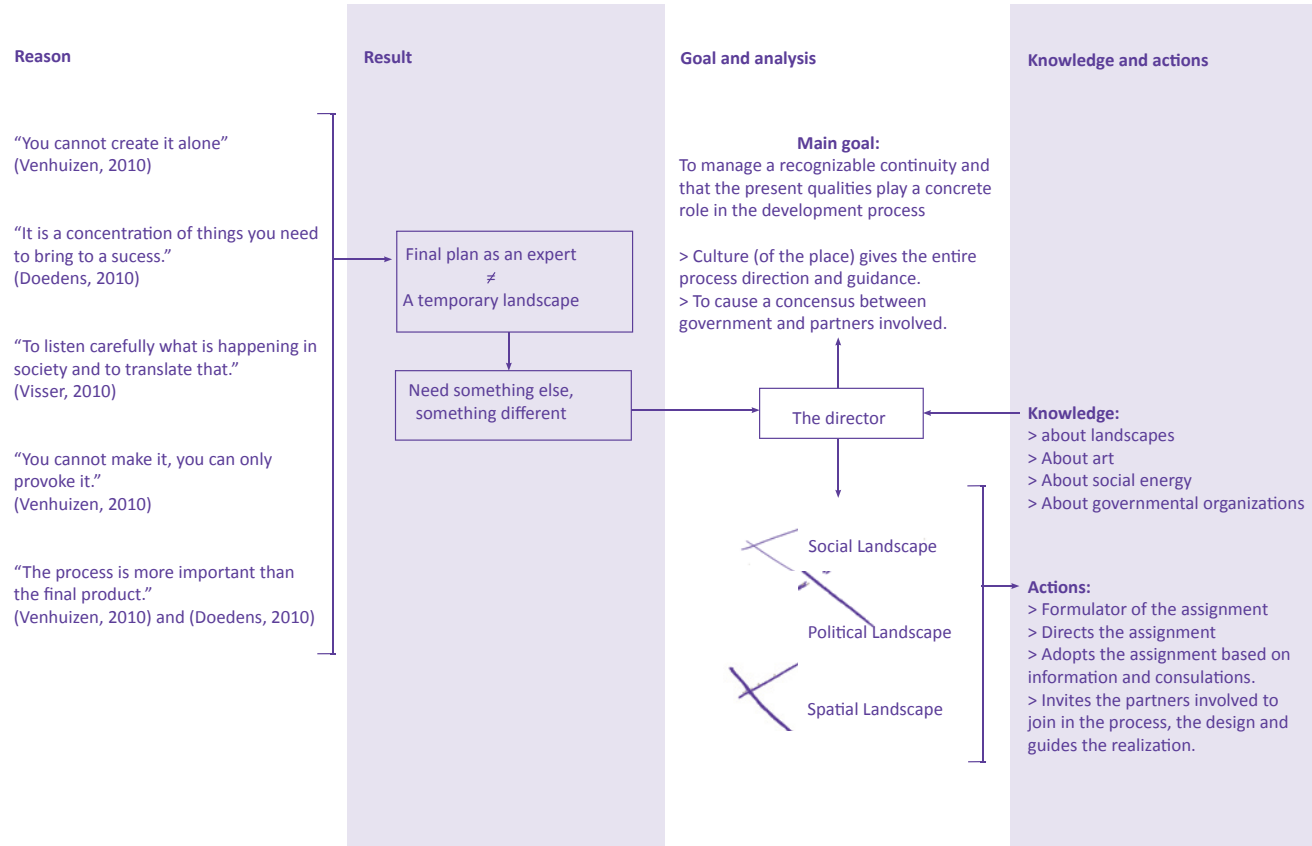 Reason
“You cannot create it alone”
(Venhuizen, 2010)
“It is a concentration of things you need
to bring to a sucess.”
(Doedens, 2010)
“To listen carefully what is happening in
society and to translate that.”
(Visser, 2010)
“You cannot make it, you can only
provoke it.”
(Venhuizen, 2010)
“The process is more important than
the final product.”
(Venhuizen, 2010) and (Doedens, 2010)
Result
Final plan as an expert
≠
A temporary landscape
Need something else,
something different
Goal and analysis
Main goal:
To manage a recognizable continuity and
that the present qualities play a concrete
role in the development process
> Culture (of the place) gives the entire
process direction and guidance.
> To cause a concensus between
government and partners involved.
The director
Social Landscape
Political Landscape
Spatial Landscape
Knowledge and actions
Knowledge:
> about landscapes
> About art
> About social energy
> About governmental organizations
Actions:
> Formulator of the assignment
> Directs the assignment
> Adopts the assignment based on
information and consulations.
> Invites the partners involved to
join in the process, the design and
guides the realization.